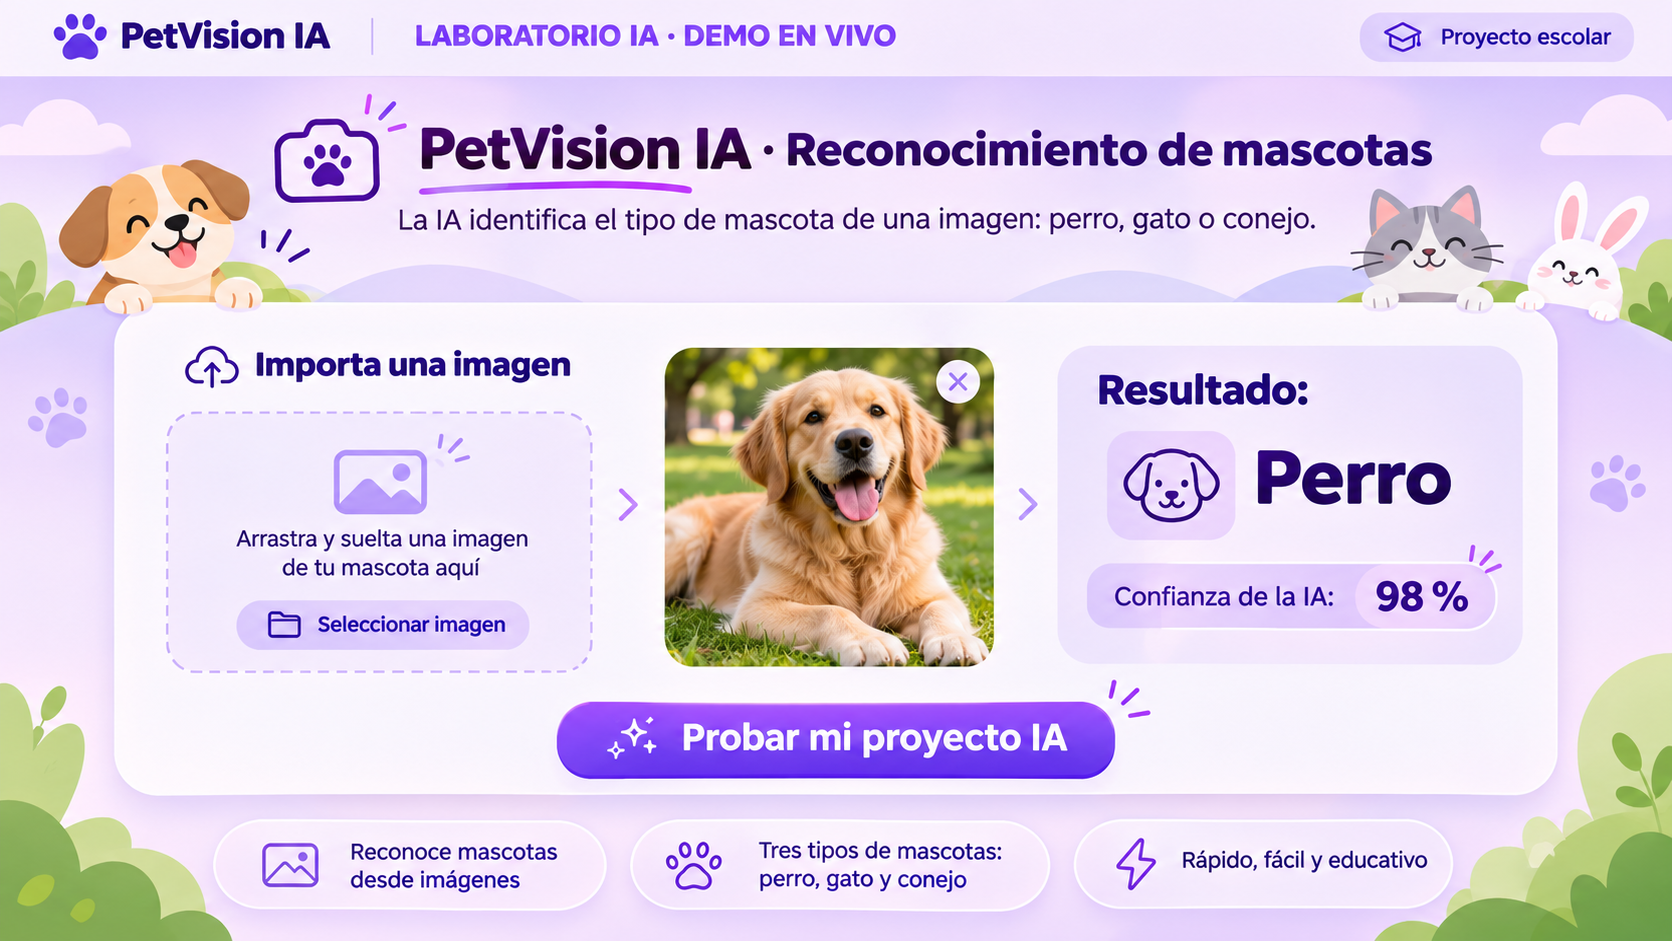 PetVision IA
LABORATORIO IA · DEMO EN VIVO
Proyecto escolar
PetVision IA · Reconocimiento de mascotas
La IA identifica el tipo de mascota de una imagen: perro, gato o conejo.
Importa una imagen
Arrastra y suelta una imagen
de tu mascota aquí
Seleccionar imagen
Resultado:
Perro
Confianza de la IA: 98 %
Probar mi proyecto IA
Reconoce mascotas
desde imágenes
Tres tipos de mascotas:
perro, gato y conejo
Rápido, fácil y educativo